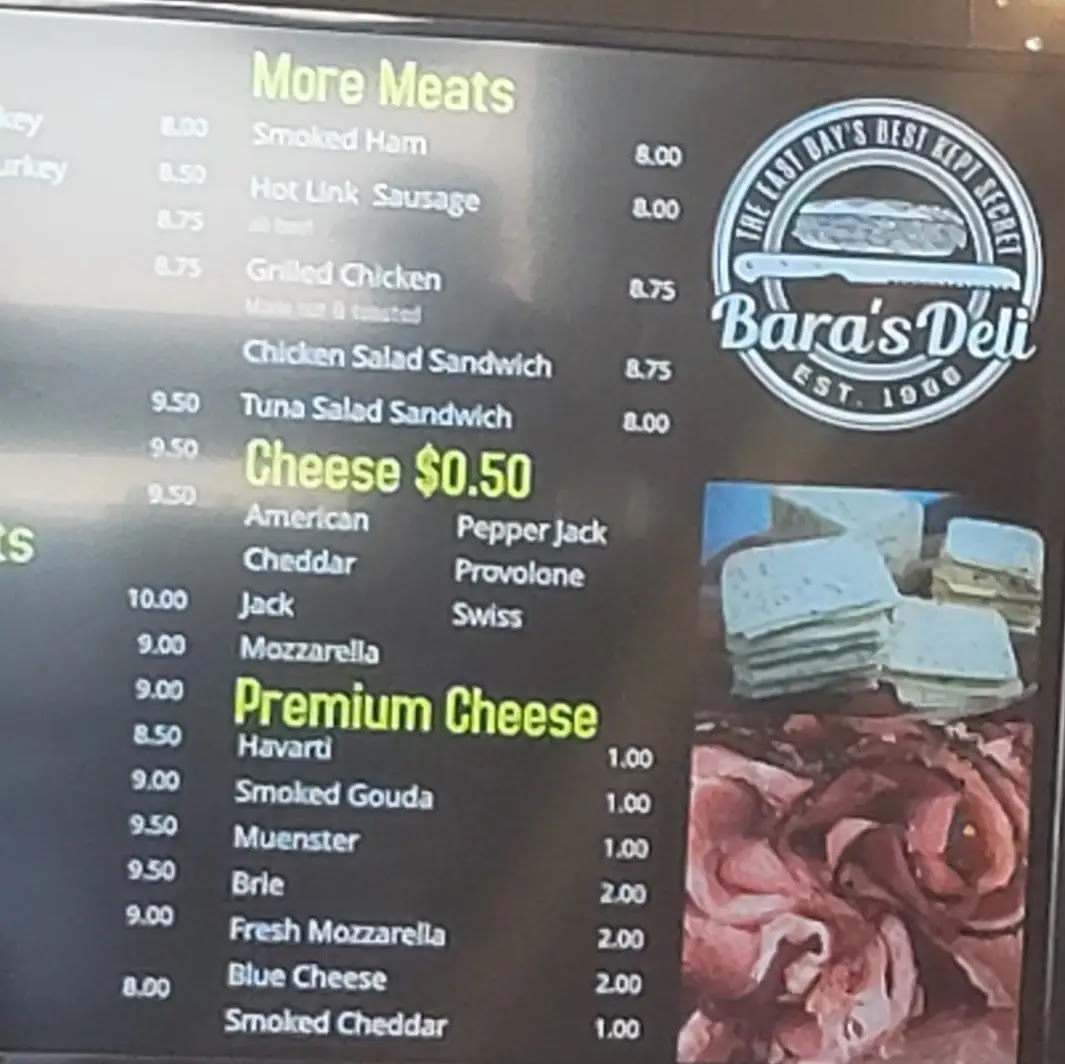 More Meats
8.00
8.50
8.75
8.75
9.50
9.50
9.50
10.00
9.00
9.00
8.50
9.00
9.50
9.50
9.00
8.00
Smoked Ham 8.00
Hot Link Sausage 8.00
all beef
Grilled Chicken 8.75
Chicken Salad Sandwich 8.75
Tuna Salad Sandwich 8.00
Cheese $0.50
American Pepper Jack
Cheddar Provolone
Jack Swiss
Mozzarella
Premium Cheese
Havarti 1.00
Smoked Gouda 1.00
Muenster 1.00
Brie 2.00
Fresh Mozzarella 2.00
Blue Cheese 2.00
Smoked Cheddar 1.00
THE EAST BAY'S BEST KEPT SECRET
Bara's Deli
EST.